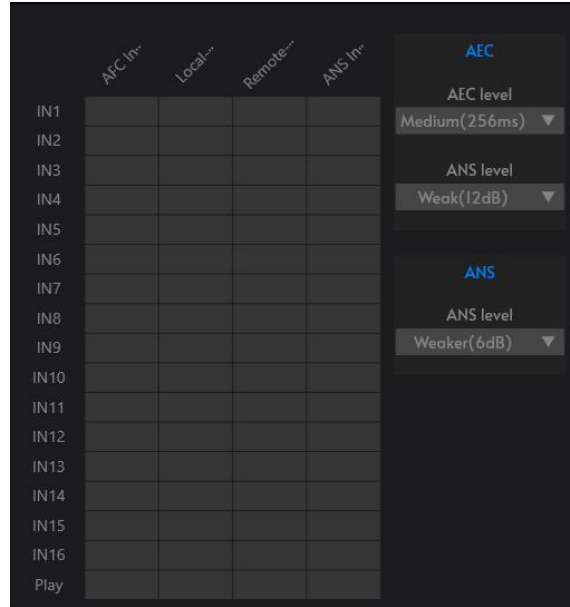 AFC In··
Local-··
Remote-··
ANS In··
IN1
IN2
IN3
IN4
IN5
IN6
IN7
IN8
IN9
IN10
IN11
IN12
IN13
IN14
IN15
IN16
Play
AEC
AEC level
Medium(256ms)
ANS level
Weak(12dB)
ANS
ANS level
Weaker(6dB)